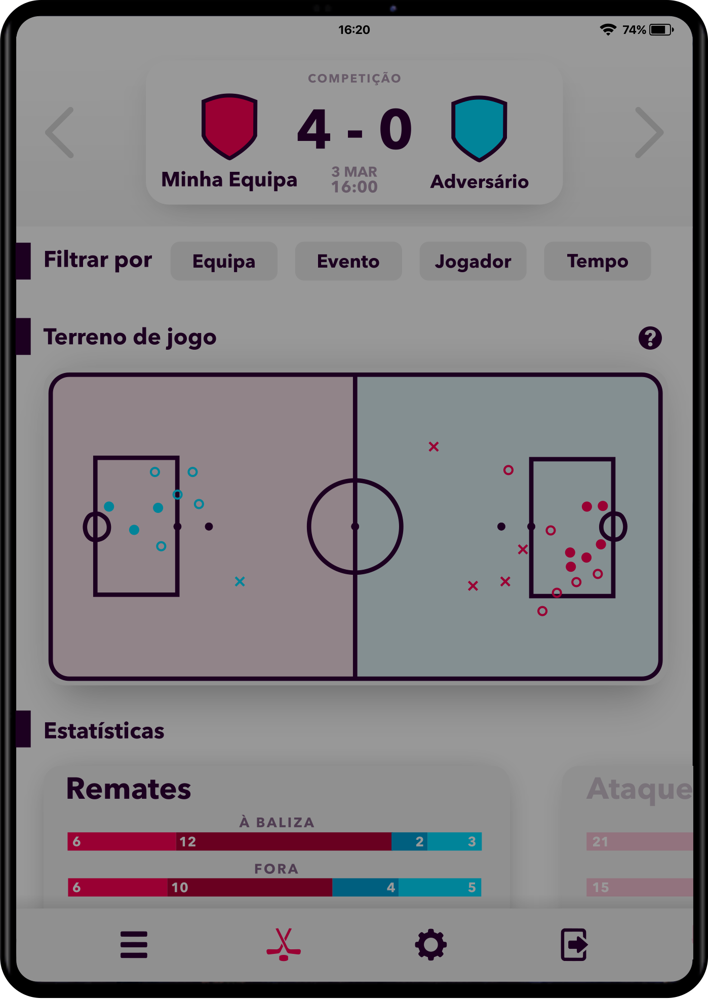 16:20
74%
COMPETIÇÃO
4 - 0
Minha Equipa
3 MAR
16:00
Adversário
Filtrar por
Equipa
Evento
Jogador
Tempo
Terreno de jogo
?
Estatísticas
Remates
À BALIZA
6 12 2 3
FORA
6 10 4 5
Ataque
21
15